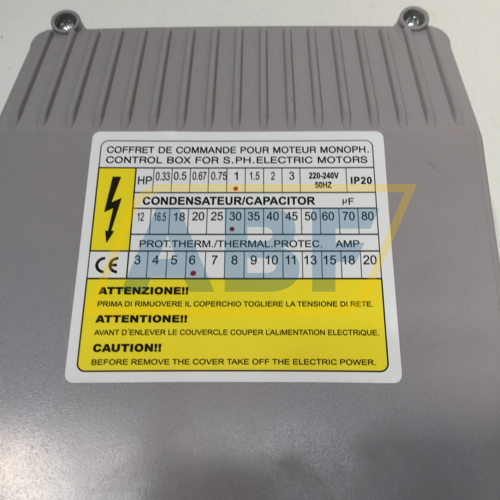 COFFRET DE COMMANDE POUR MOTEUR MONOPH.
CONTROL BOX FOR S.PH.ELECTRIC MOTORS
HP 0.33 0.5 0.67 0.75 1 1.5 2 3 220-240V 50HZ IP20
CONDENSATEUR/CAPACITOR µF
12 16.5 18 20 25 30 35 40 45 50 60 70 80
PROT.THERM./THERMAL.PROTEC. AMP
CE 3 4 5 6 7 8 9 10 11 13 15 16 18 20
ATTENZIONE!!
PRIMA DI RIMUOVERE IL COPERCHIO TOGLIERE LA TENSIONE DI RETE.
ATTENTIONE!!
AVANT D'ENLEVER LE COUVERCLE COUPER L'ALIMENTATION ELECTRIQUE.
CAUTION!!
BEFORE REMOVE THE COVER TAKE OFF THE ELECTRIC POWER.
ABF